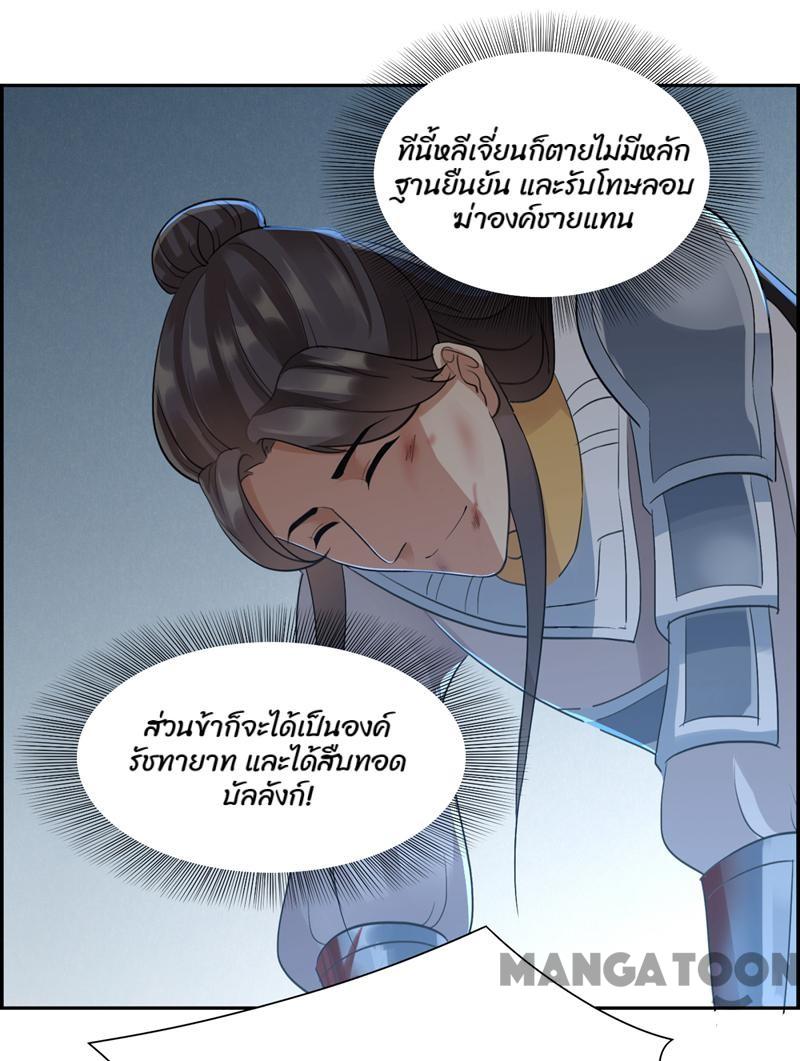 ทีนี้หลีเจี่ยนก็ตายไม่มีหลัก
ฐานยืนยัน และรับโทษลอบ
ฆ่าองค์ชายแทน
ส่วนข้าก็จะได้เป็นองค์
รัชทายาท และได้สืบทอด
บัลลังก์!
MANGATOON